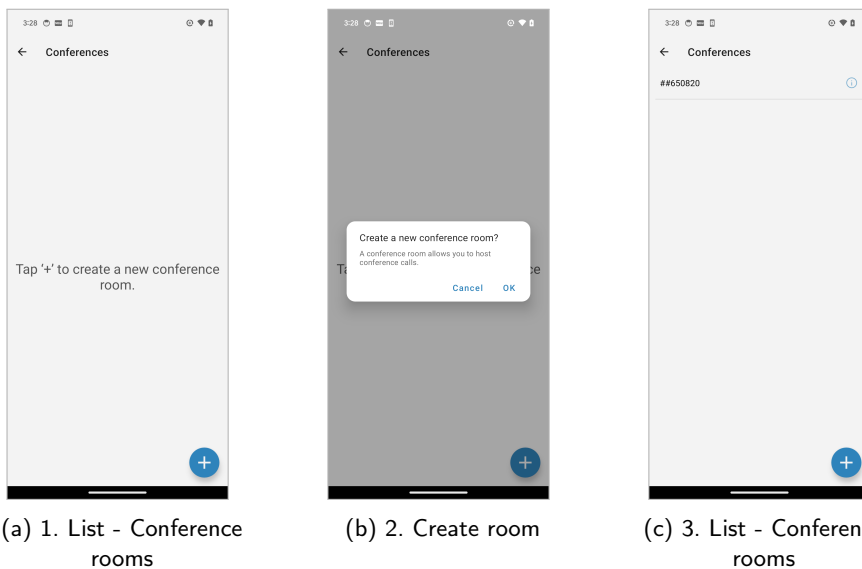 3:28
Conferences
Tap '+' to create a new conference
room.
(a) 1. List - Conference
rooms
3:28
Conferences
Create a new conference room?
A conference room allows you to host
conference calls.
Cancel OK
(b) 2. Create room
3:28
Conferences
##650820
(c) 3. List - Conferen
rooms